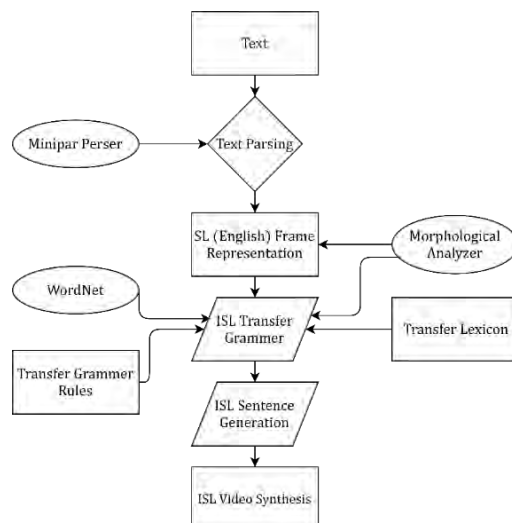 Text
Minipar Perser
Text Parsing
SL (English) Frame
Representation
Morphological
Analyzer
WordNet
ISL Transfer
Grammer
Transfer Lexicon
Transfer Grammer
Rules
ISL Sentence
Generation
ISL Video Synthesis